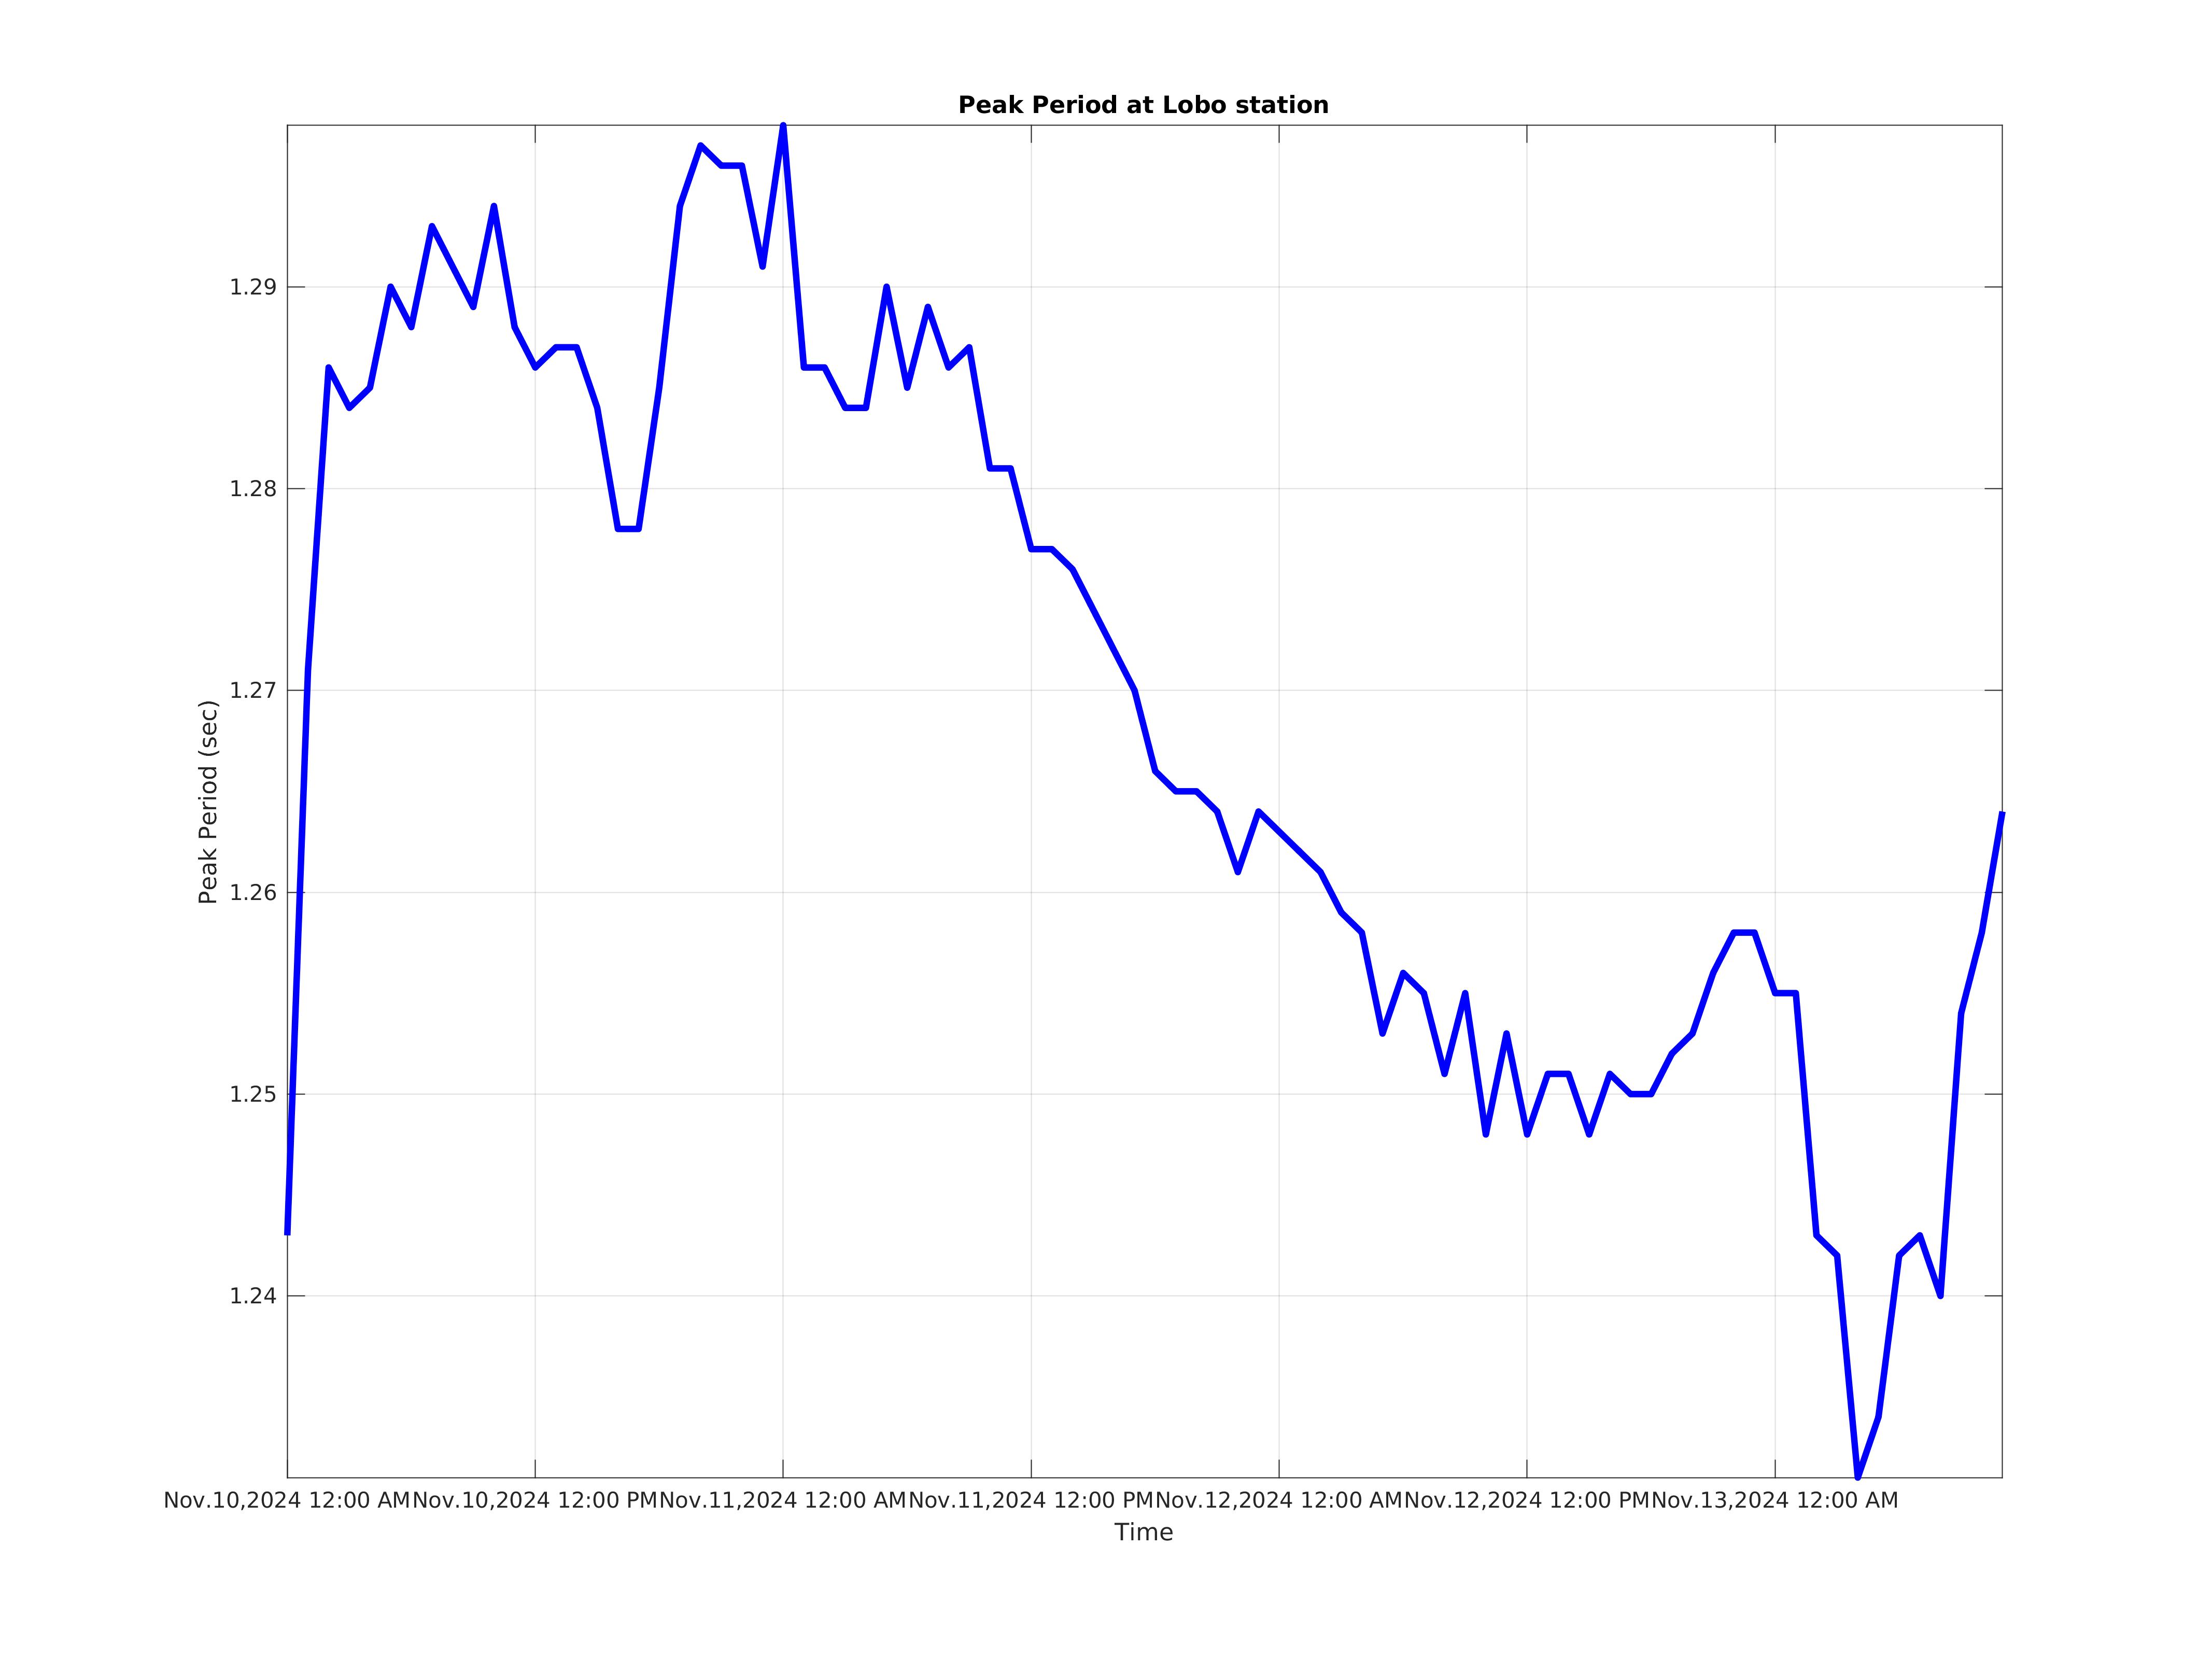 Peak Period at Lobo station
Peak Period (sec)
1.29
1.28
1.27
1.26
1.25
1.24
Nov.10,2024 12:00 AM Nov.10,2024 12:00 PM Nov.11,2024 12:00 AM Nov.11,2024 12:00 PM Nov.12,2024 12:00 AM Nov.12,2024 12:00 PM Nov.13,2024 12:00 AM
Time